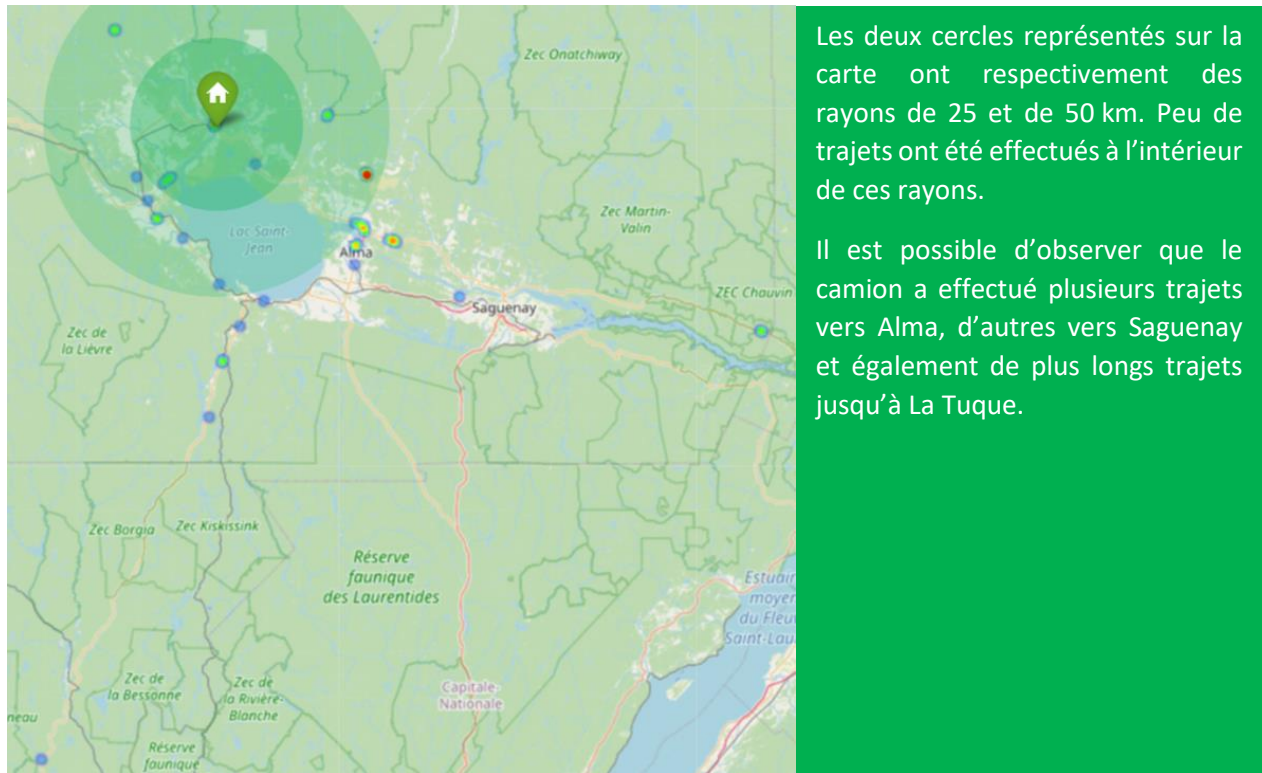 Zec Onatchiway
Lac Saint-
Jean
Alma
Zec Martin-
Valin
ZEC Chauvin
Saguenay
Zec de
la Lièvre
Zec Borgia
Zec Kiskissink
Réserve
faunique
des Laurentides
Estuair
moyen
du Fleu
Saint-Lau
Zec de
la Bessonne
Zec de
la Rivière-
Blanche
Capitale-
Nationale
neau
Réserve
faunique
Les deux cercles représentés sur la
carte ont respectivement des
rayons de 25 et de 50 km. Peu de
trajets ont été effectués à l’intérieur
de ces rayons.
Il est possible d’observer que le
camion a effectué plusieurs trajets
vers Alma, d’autres vers Saguenay
et également de plus longs trajets
jusqu’à La Tuque.